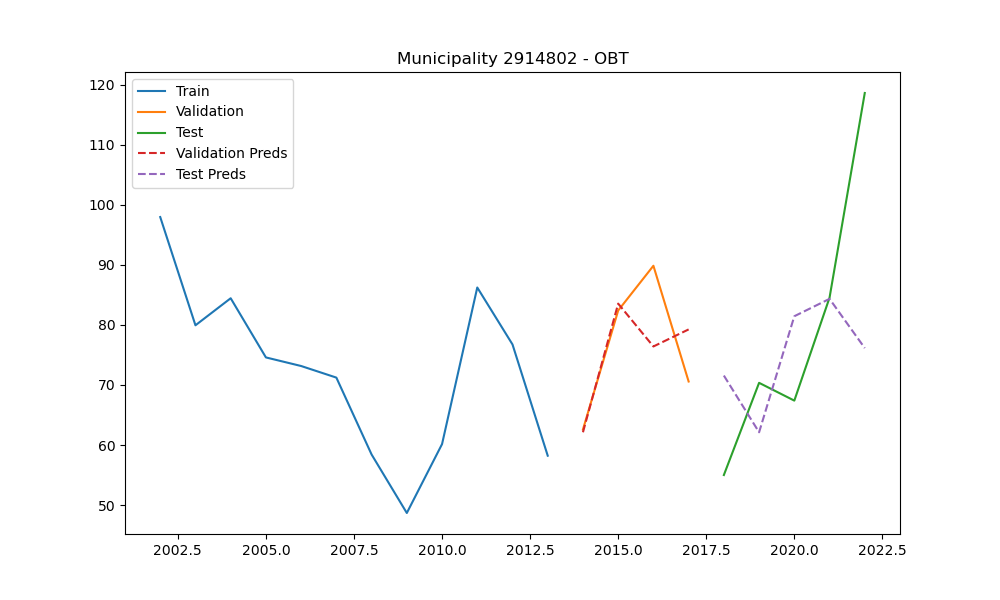 Municipality 2914802 - OBT
Train
Validation
Test
Validation Preds
Test Preds
120
110
100
90
80
70
60
50
2002.5 2005.0 2007.5 2010.0 2012.5 2015.0 2017.5 2020.0 2022.5